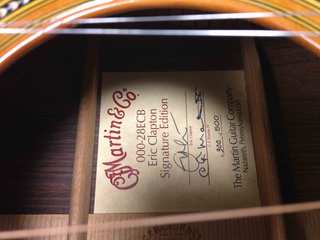 Martin & Co.
000-28ECB
Eric Clapton
Signature Edition
The Martin Guitar Company
Nazareth, Pennsylvania